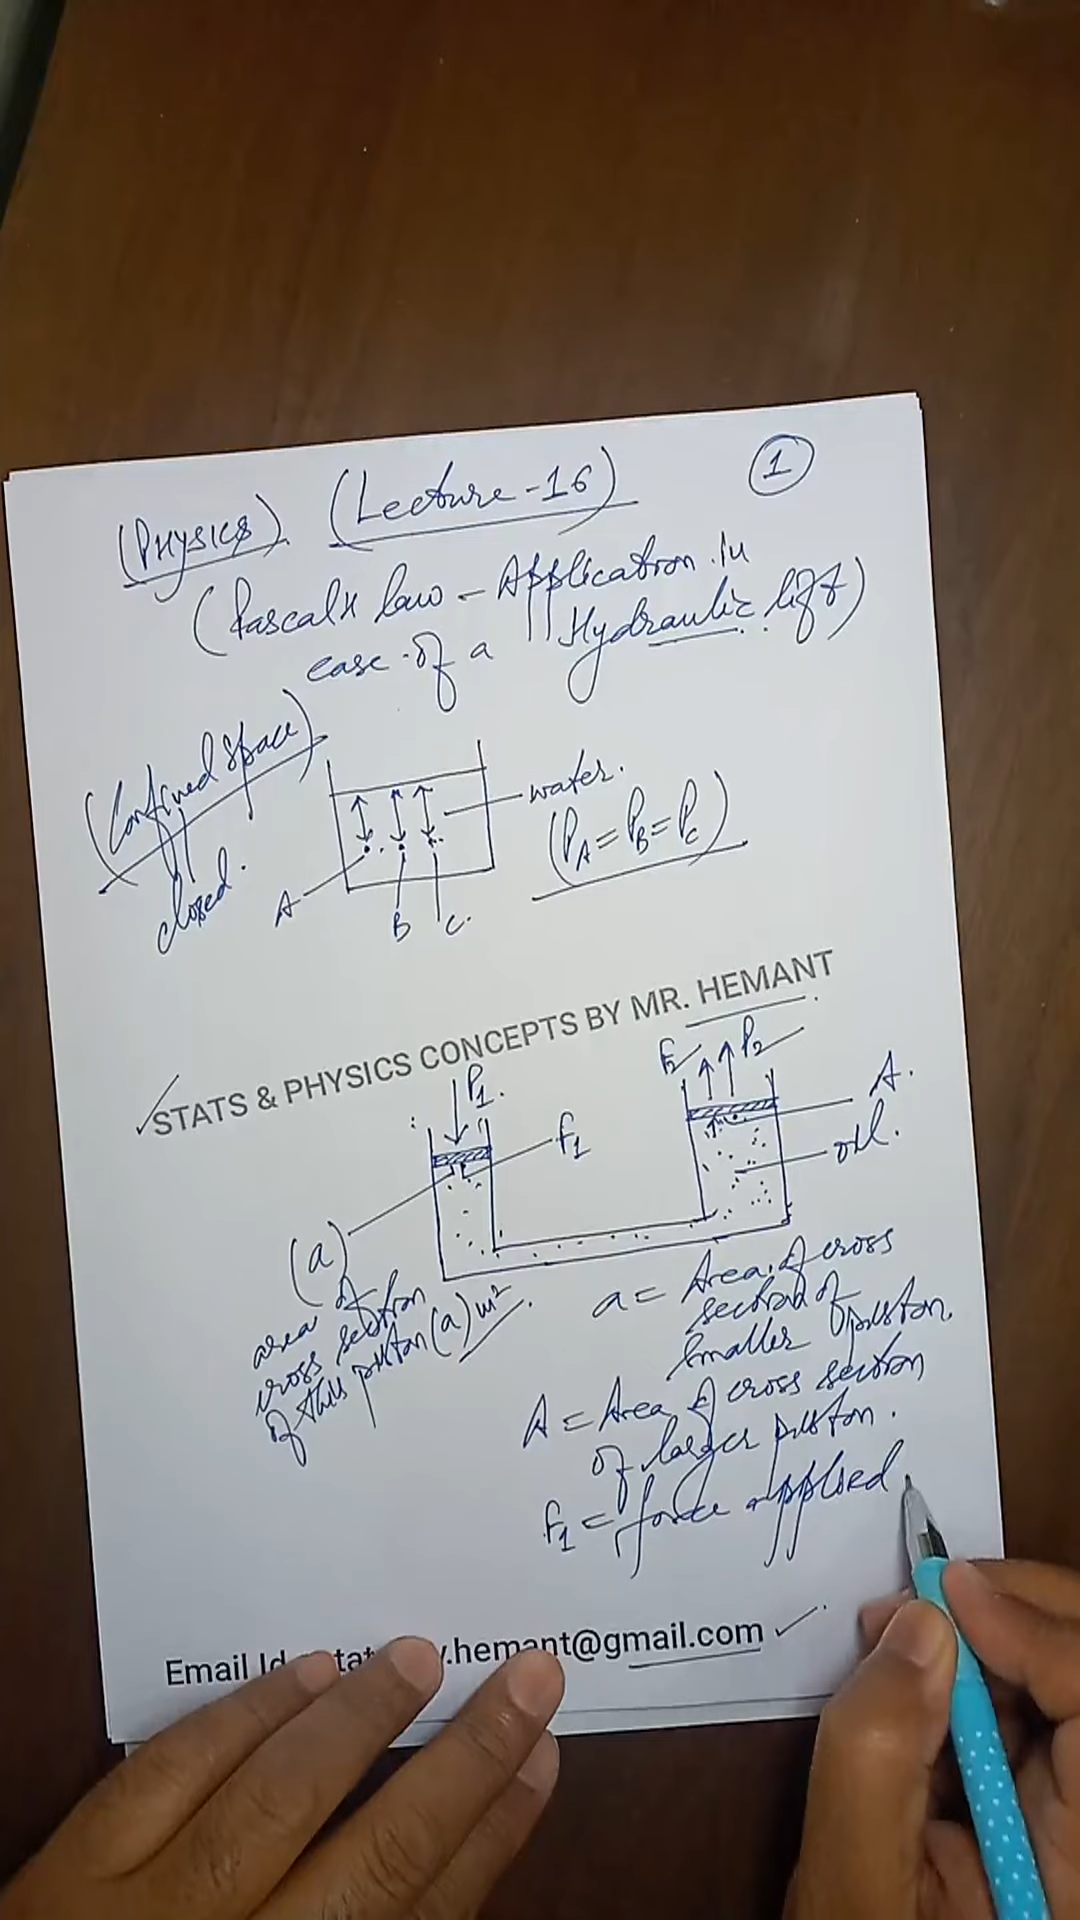 (PHYSICS) (Lecture-16) 1
(Pascal's law - Application in
case of a Hydraulic lift)
(Confined space)
closed.
water.
(PA = PB = Pc)
A
B C.
STATS & PHYSICS CONCEPTS BY MR. HEMANT
P1.
F2 P2
A.
f1
oil.
(a)
area of
cross section
of this piston (a) m²
a = Area of cross
section of
smaller piston.
A = Area of cross section
of larger piston.
f1 = force applied
Email Id
.hemant@gmail.com